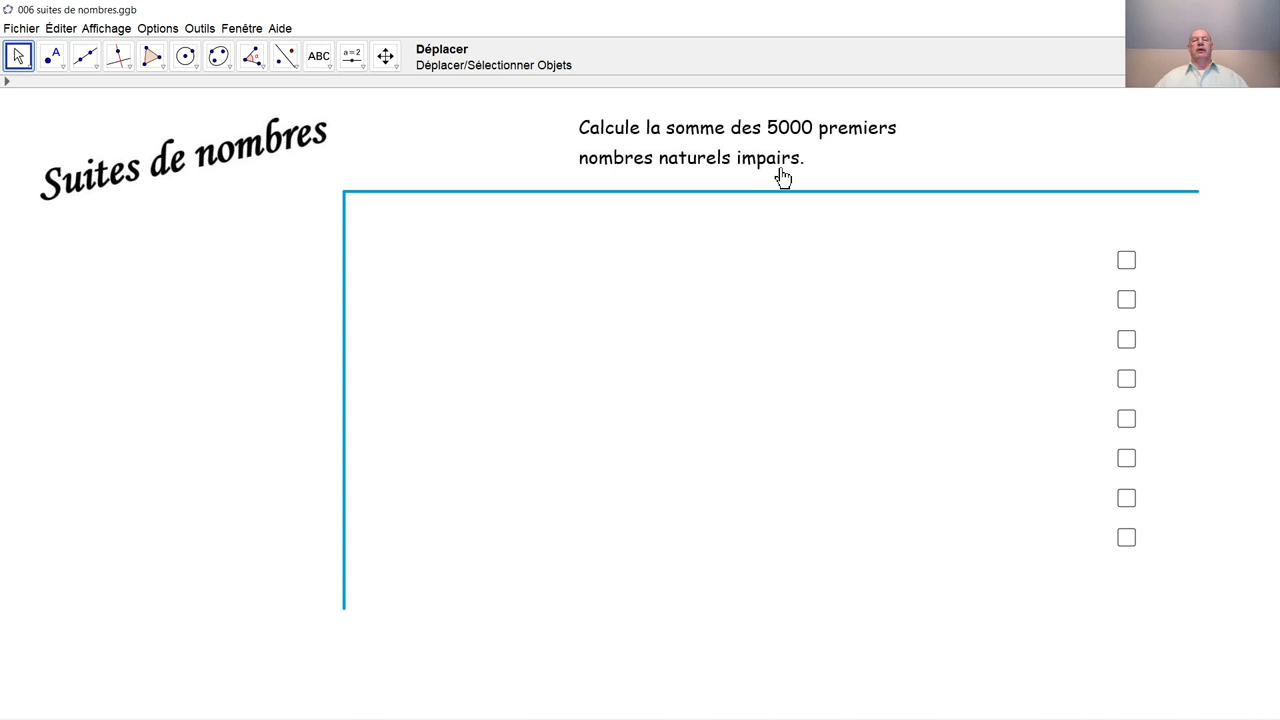 006 suites de nombres.ggb
Fichier Éditer Affichage Options Outils Fenêtre Aide
A
ABC
a=2
Déplacer
Déplacer/Sélectionner Objets
Suites de nombres
Calcule la somme des 5000 premiers
nombres naturels impairs.